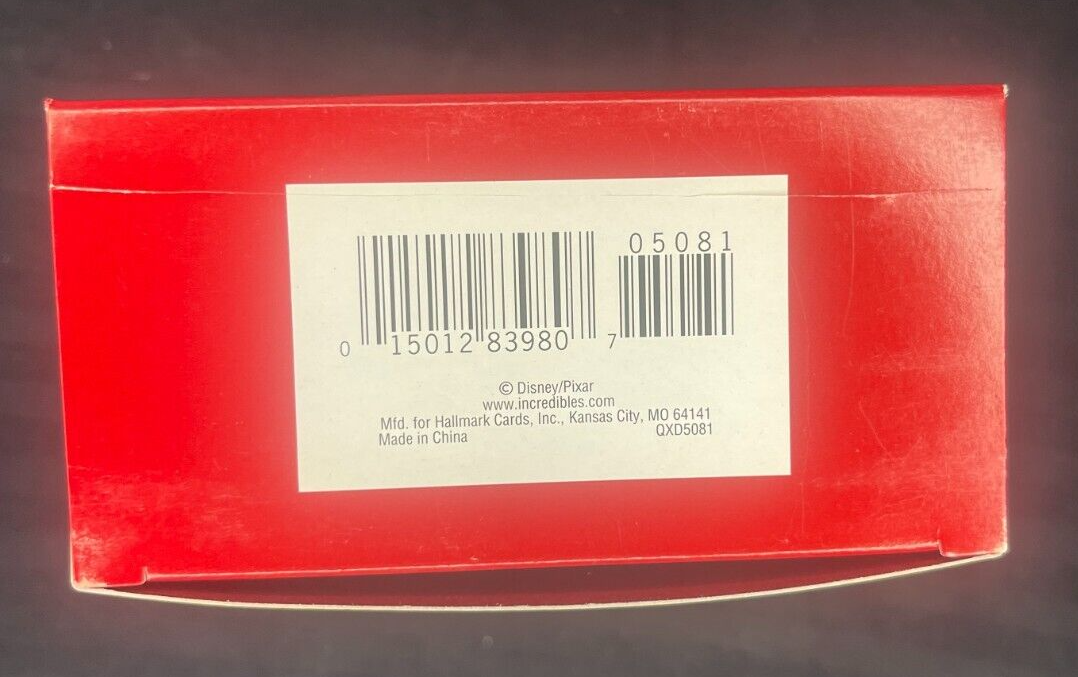 05081
0 15012 83980 7
© Disney/Pixar
www.incredibles.com
Mfd. for Hallmark Cards, Inc., Kansas City, MO 64141
Made in China QXD5081